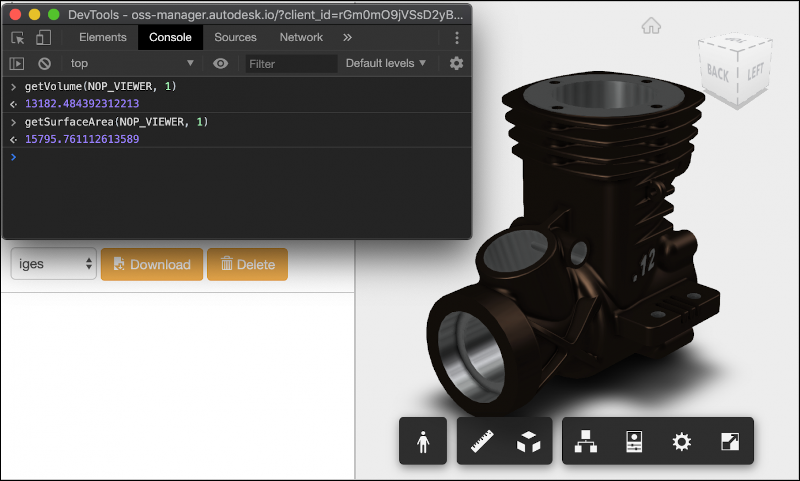 DevTools - oss-manager.autodesk.io/?client_id=rGm0mO9jVSsD2yB...
Elements Console Sources Network »
top Filter Default levels
getVolume(NOP_VIEWER, 1)
13182.484392312213
getSurfaceArea(NOP_VIEWER, 1)
15795.761112613589
iges Download Delete
TOP
BACK LEFT
.12